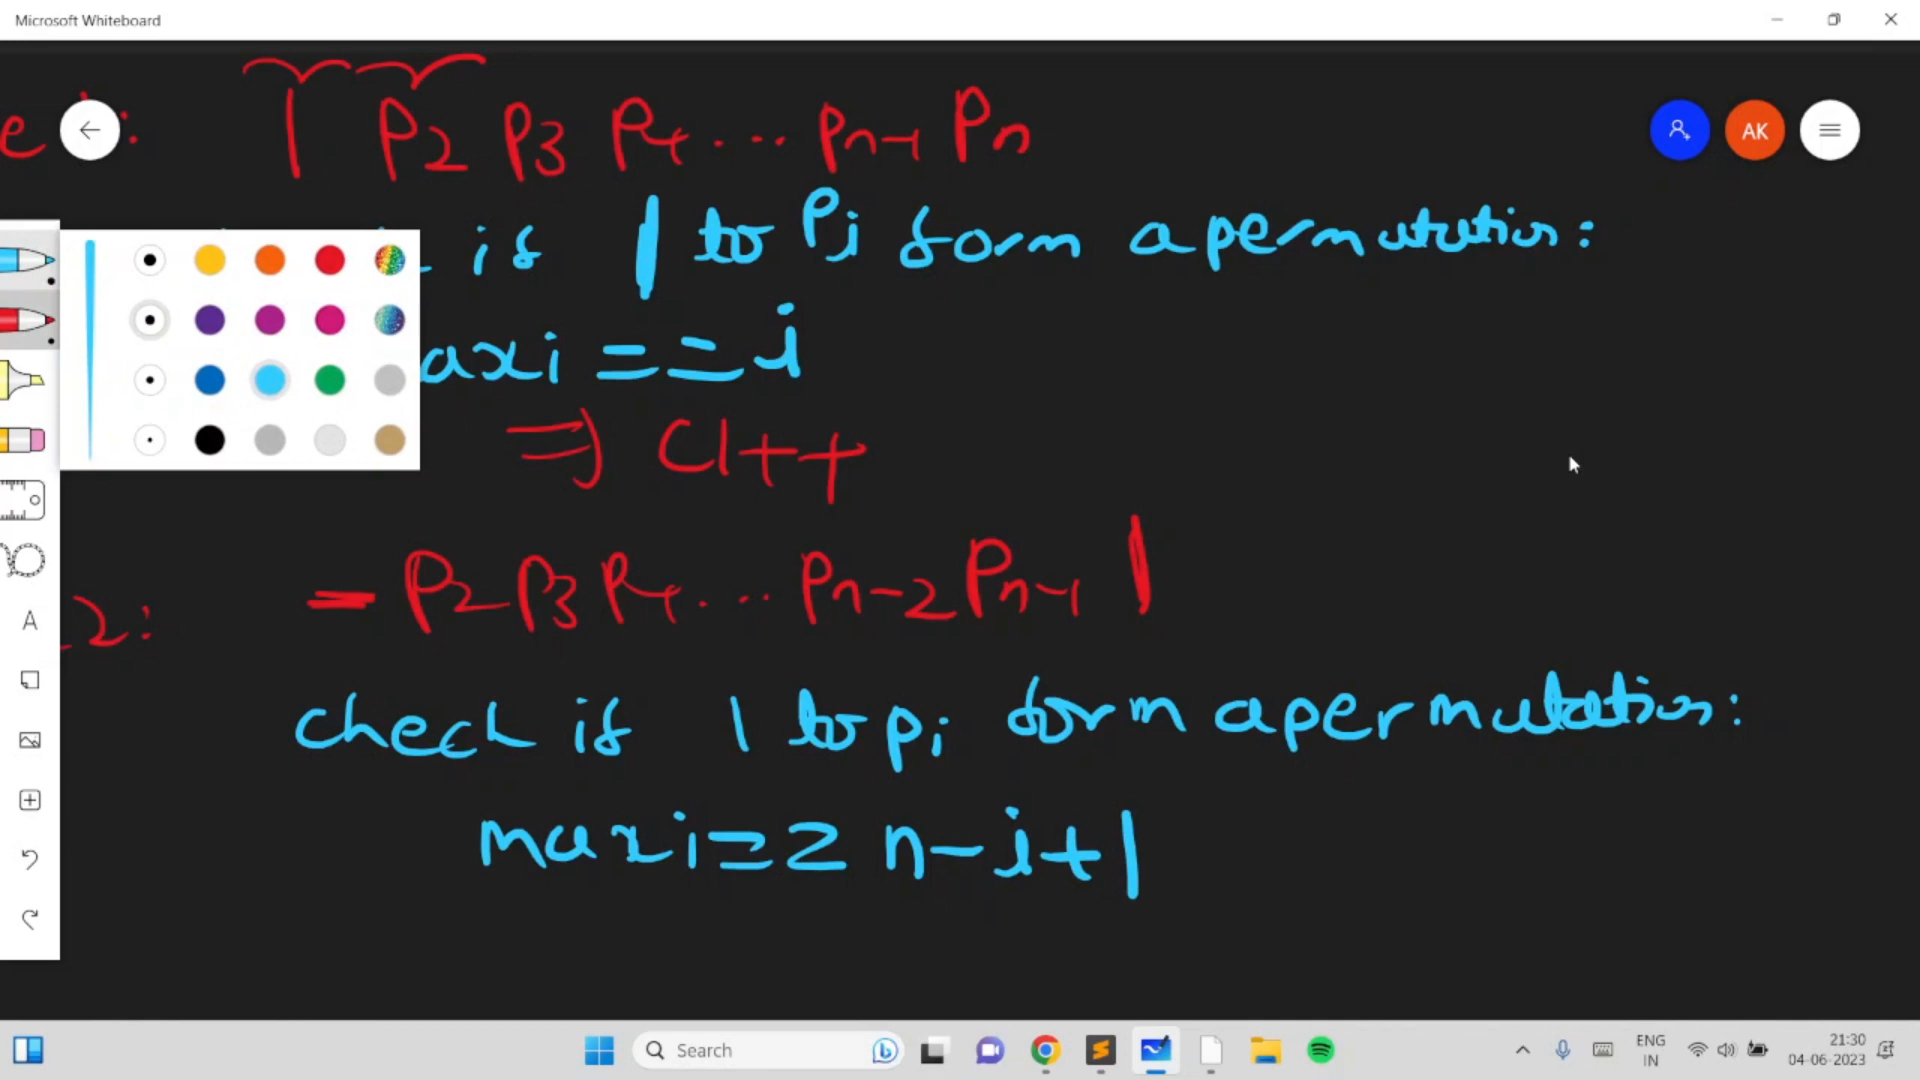 Microsoft Whiteboard
e :
1 P2 P3 P4 ... Pn-1 Pn
AK
if 1 to Pi form a permutation:
axi == i
=> C1++
2:
- P2 P3 P4 ... Pn-2 Pn-1 1
check if 1 to pi form a permutation:
maxi == n-i+1
A
Search
ENG
IN
21:30
04-06-2023